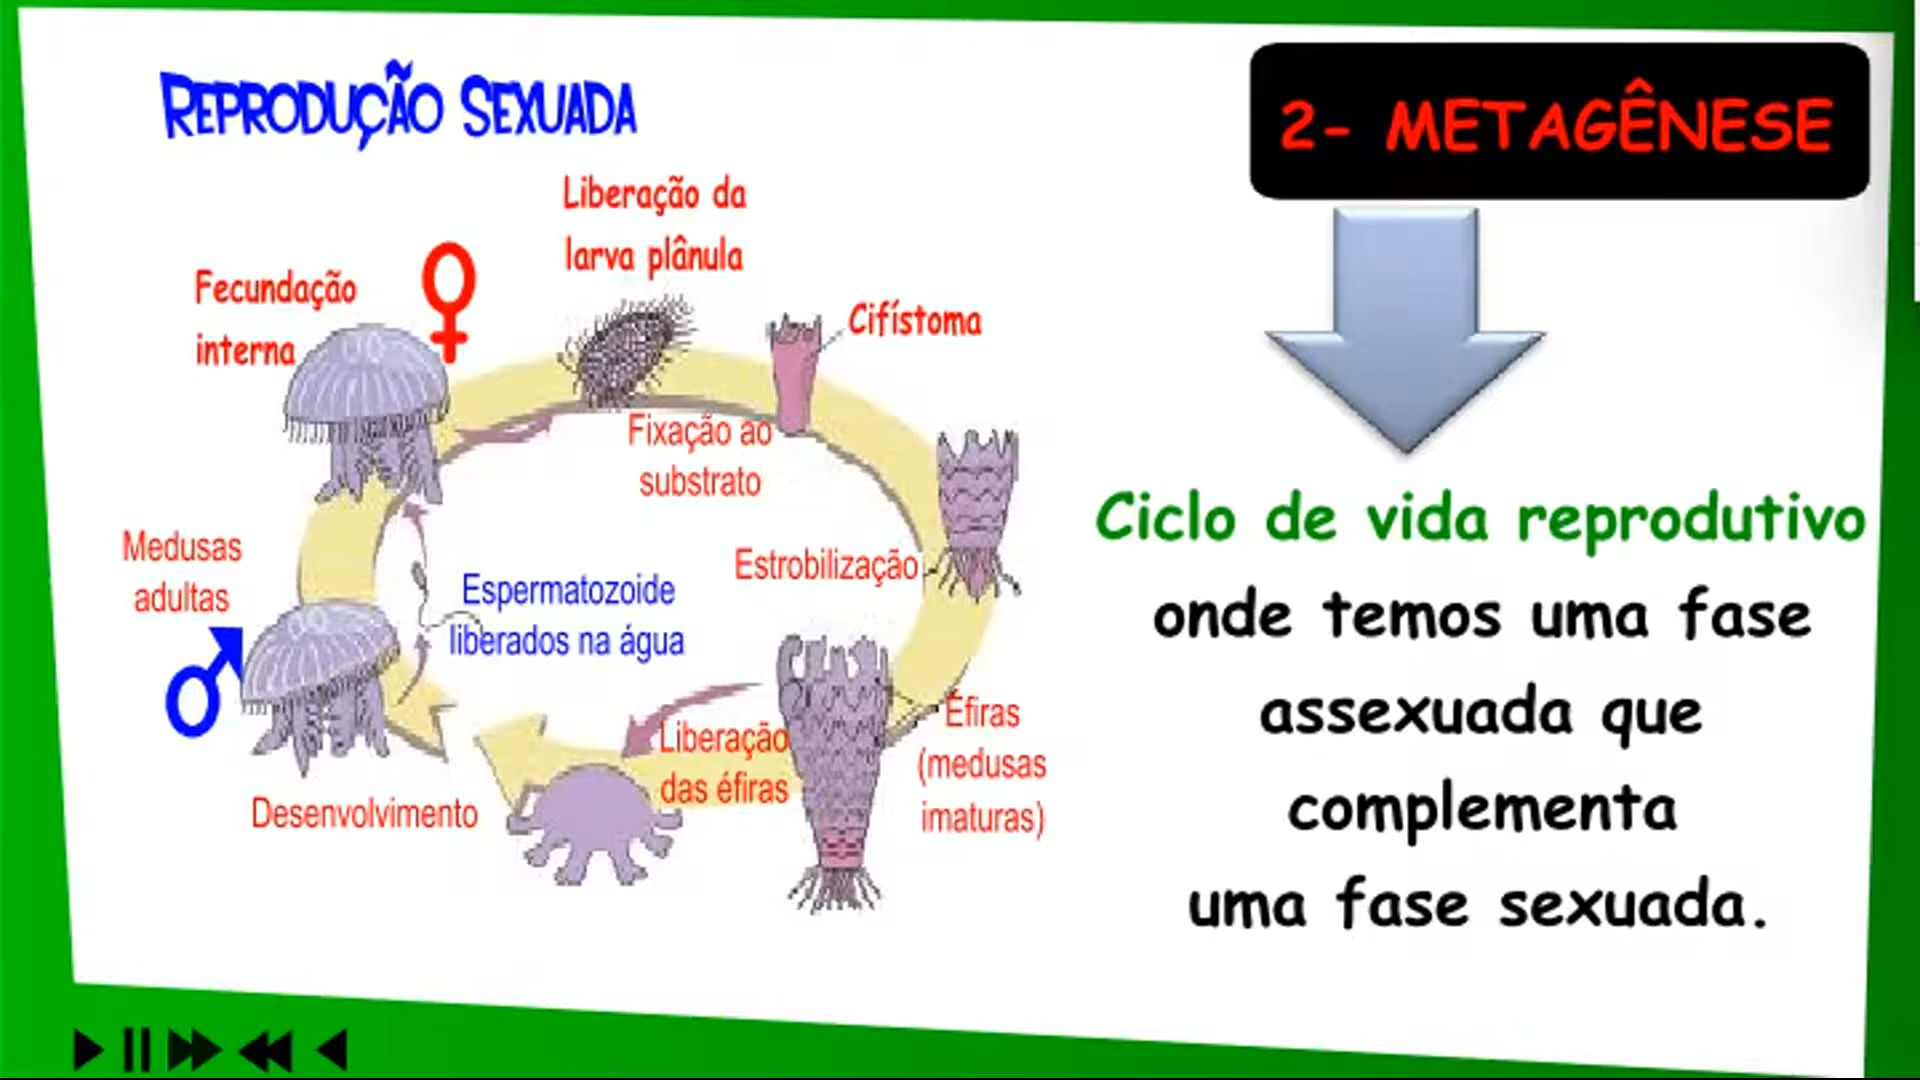 REPRODUÇÃO SEXUADA
2- METAGÊNESE
Liberação da
larva plânula
Fecundação
interna
Cifístoma
Fixação ao
substrato
Medusas
adultas
Estrobilização
Espermatozoide
liberados na água
Liberação
das éfiras
Éfiras
(medusas
imaturas)
Desenvolvimento
Ciclo de vida reprodutivo
onde temos uma fase
assexuada que
complementa
uma fase sexuada.